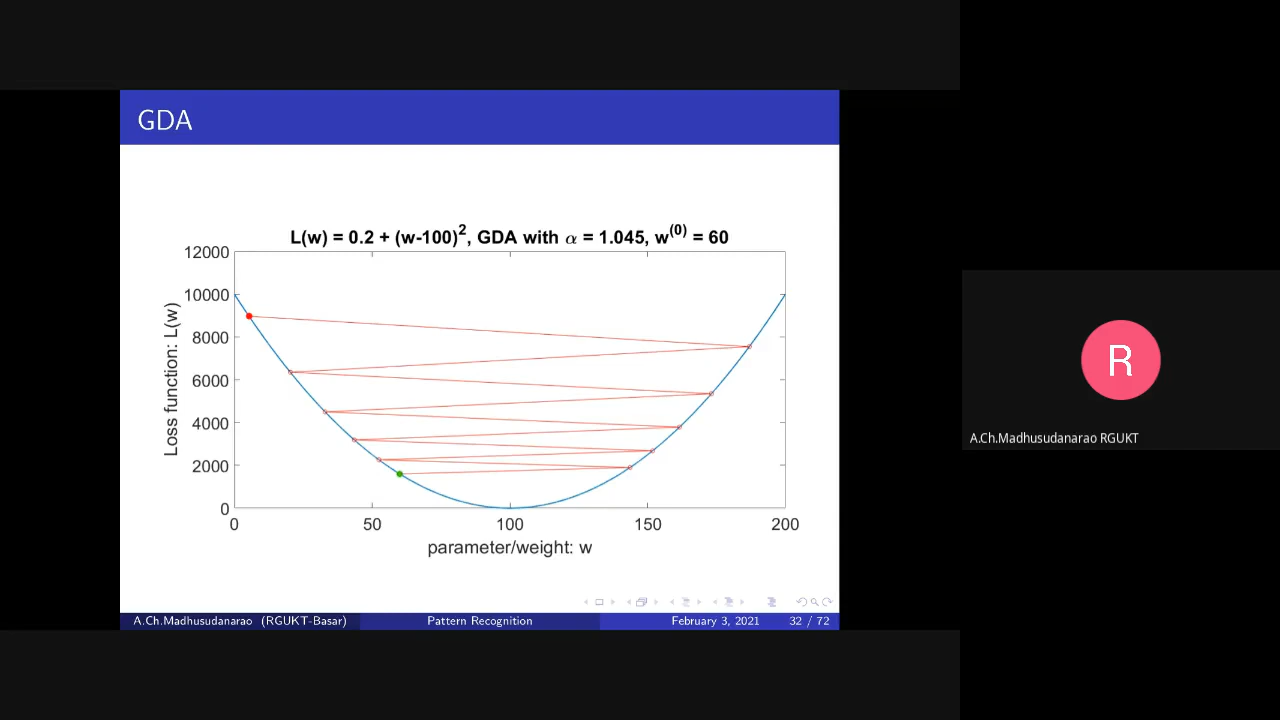 GDA
L(w) = 0.2 + (w-100)^2, GDA with α = 1.045, w^(0) = 60
Loss function: L(w)
12000
10000
8000
6000
4000
2000
0
0 50 100 150 200
parameter/weight: w
A.Ch.Madhusudanarao (RGUKT-Basar) Pattern Recognition February 3, 2021 32 / 72
R
A.Ch.Madhusudanarao RGUKT